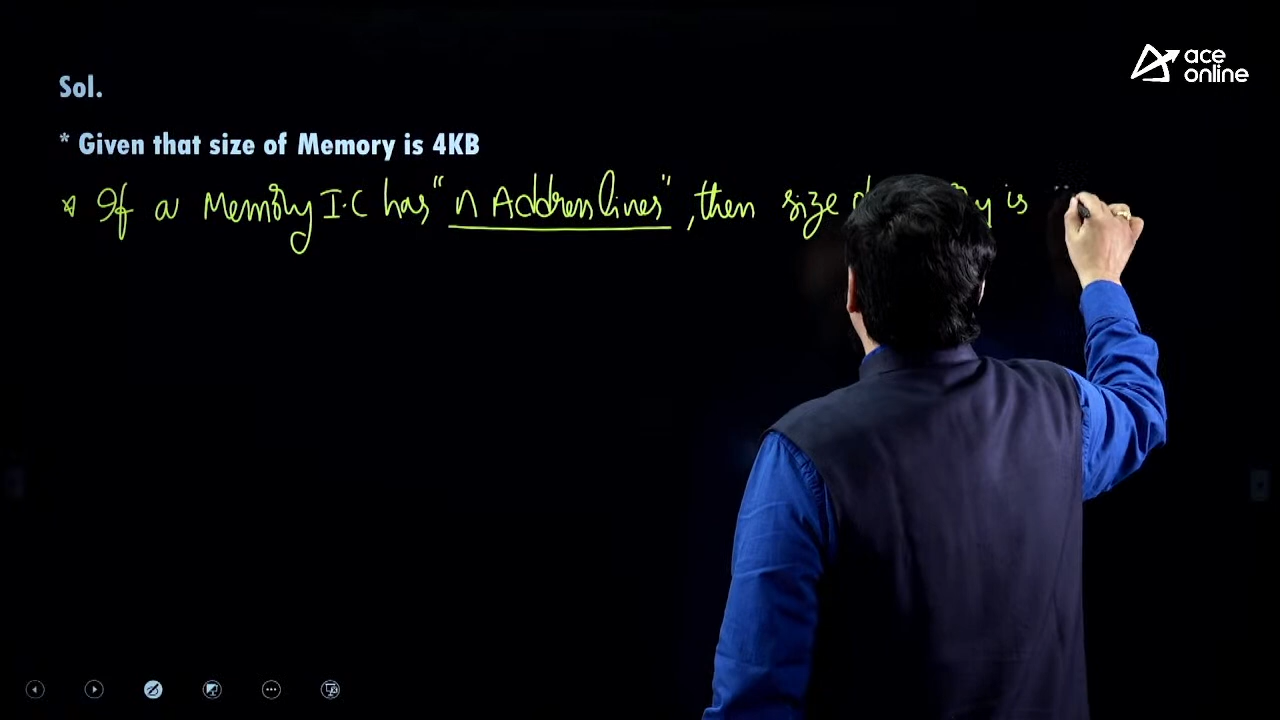 ace
online
Sol.
* Given that size of Memory is 4KB
* If a Memory I.C has "n Address lines", then size is "